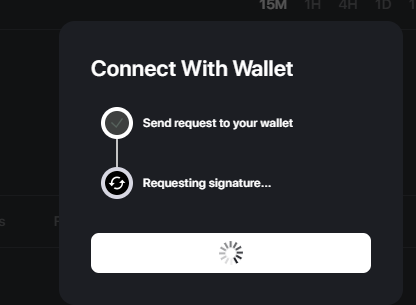 15M 1H 4H 1D
Connect With Wallet
Send request to your wallet
Requesting signature...